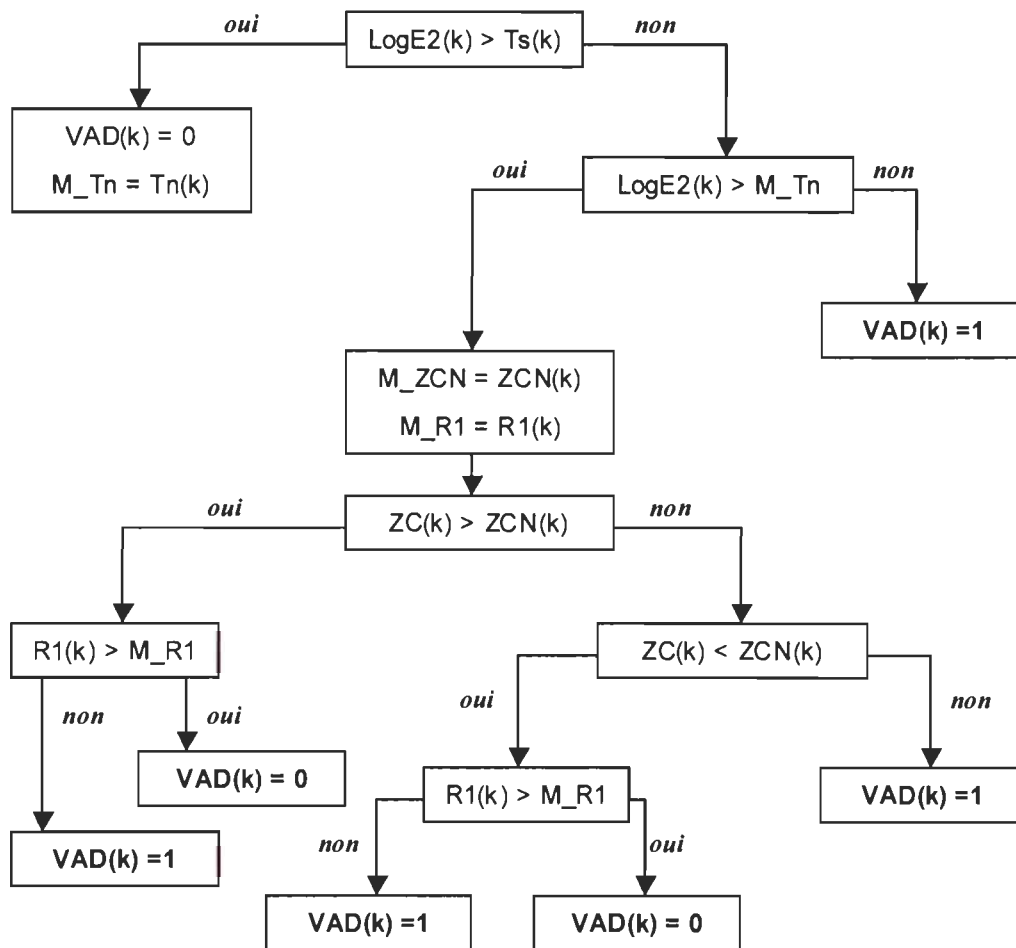 oui
LogE2(k) > Ts(k)
non
VAD(k) = 0
M_Tn = Tn(k)
oui
LogE2(k) > M_Tn
non
VAD(k) =1
M_ZCN = ZCN(k)
M_R1 = R1(k)
oui
ZC(k) > ZCN(k)
non
R1(k) > M_R1
ZC(k) < ZCN(k)
non
oui
oui
non
VAD(k) = 0
R1(k) > M_R1
VAD(k) =1
VAD(k) =1
non
oui
VAD(k) =1
VAD(k) = 0